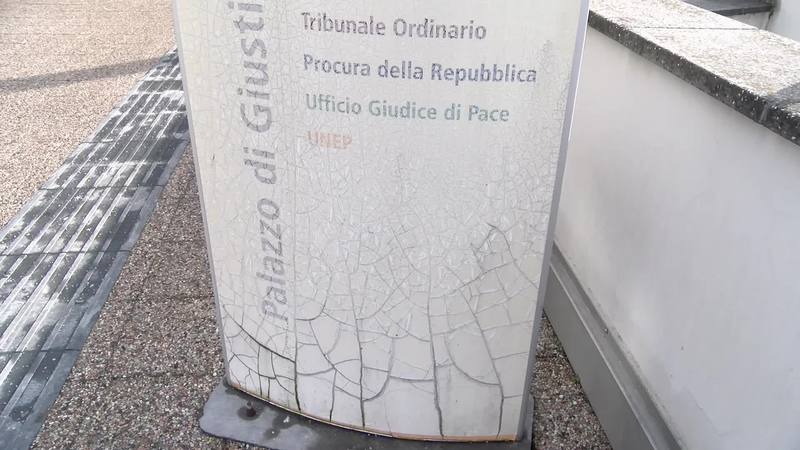 Palazzo di Giusti
Tribunale Ordinario
Procura della Repubblica
Ufficio Giudice di Pace
UNEP